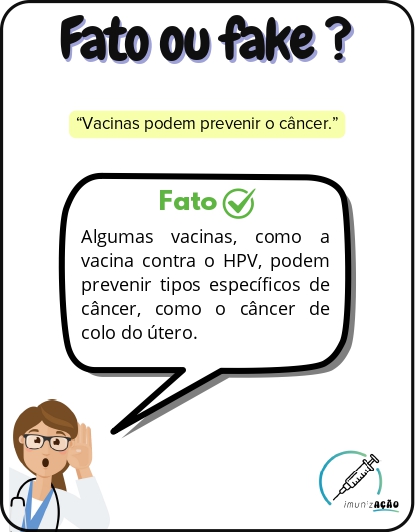 Fato ou fake ?
“Vacinas podem prevenir o câncer.”
Fato
Algumas vacinas, como a
vacina contra o HPV, podem
prevenir tipos específicos de
câncer, como o câncer de
colo do útero.
imunizAÇÃO